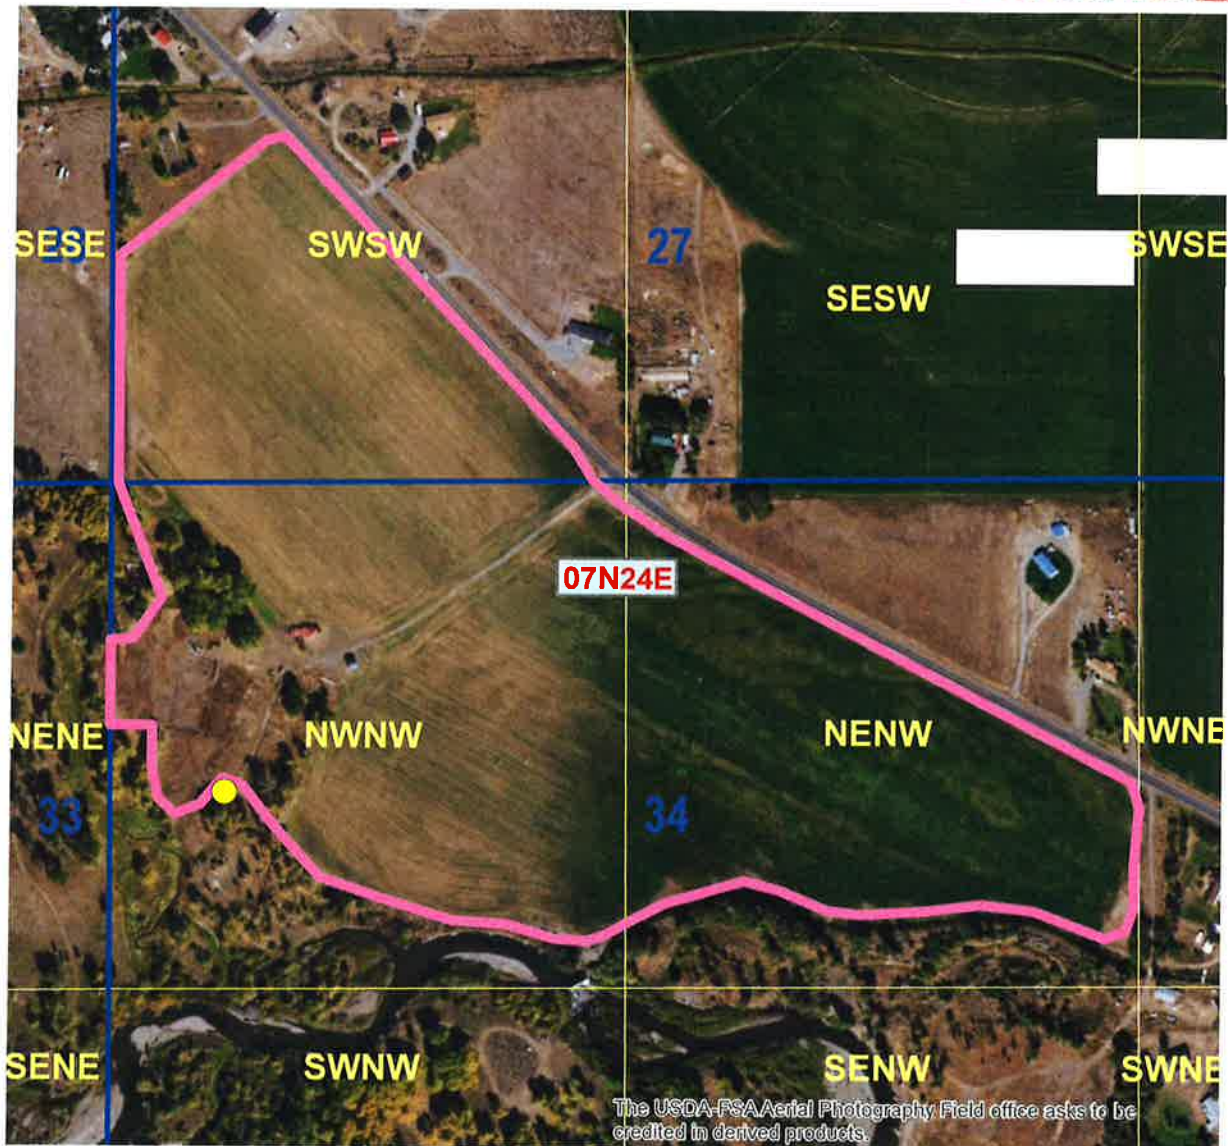 SESE
SWSW
27
SWSE
SESW
07N24E
NENE
NWNW
NENW
NWNE
33
34
SENE
SWNW
SENW
SWNE
The USDA-FSA Aerial Photography Field office asks to be
credited in derived products.